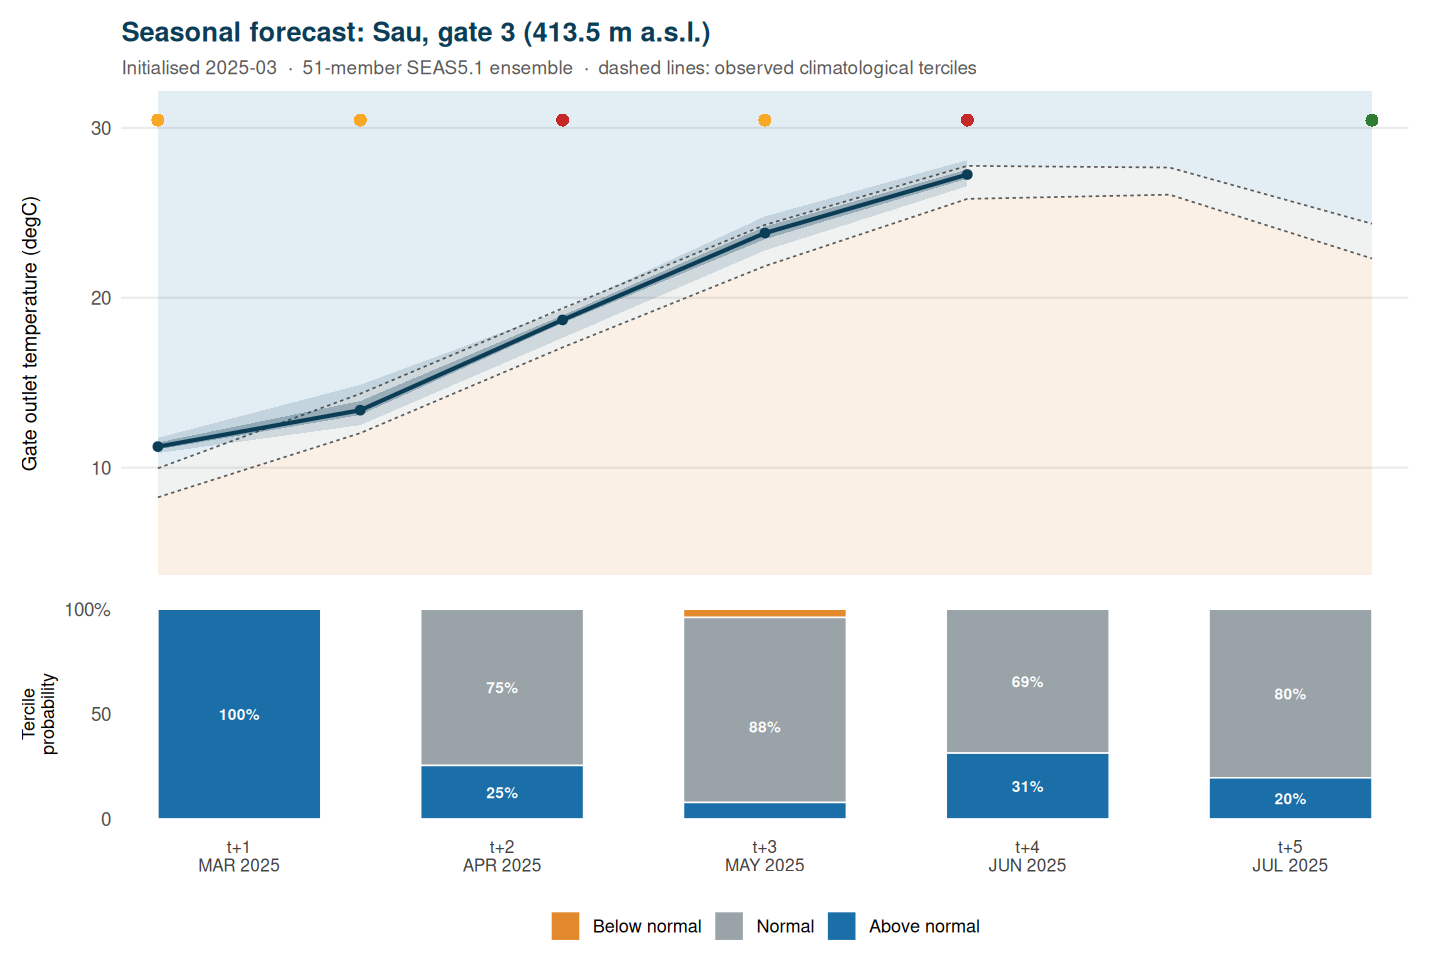 Seasonal forecast: Sau, gate 3 (413.5 m a.s.l.)
Initialised 2025-03 · 51-member SEAS5.1 ensemble · dashed lines: observed climatological terciles
Gate outlet temperature (degC)
30
20
10
Tercile
probability
100%
50
0
100%
75%
25%
88%
69%
31%
80%
20%
t+1
MAR 2025
t+2
APR 2025
t+3
MAY 2025
t+4
JUN 2025
t+5
JUL 2025
Below normal
Normal
Above normal